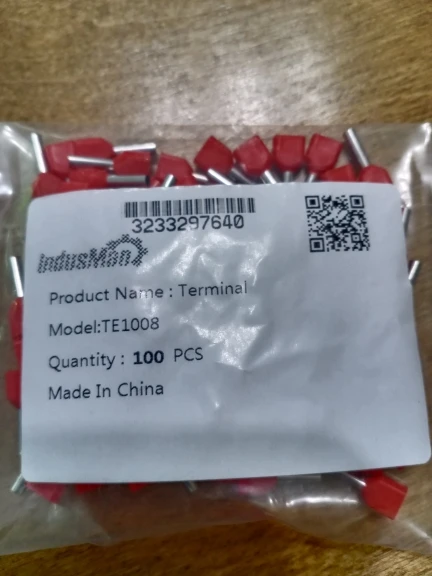 3233297640
IndusMan
Product Name : Terminal
Model:TE1008
Quantity : 100 PCS
Made In China